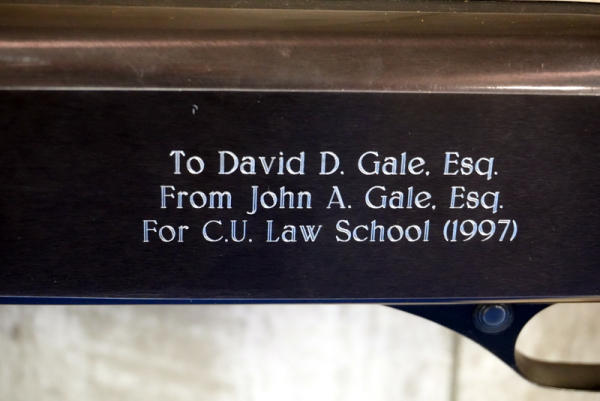 To David D. Gale, Esq.
From John A. Gale, Esq.
For C.U. Law School (1997)